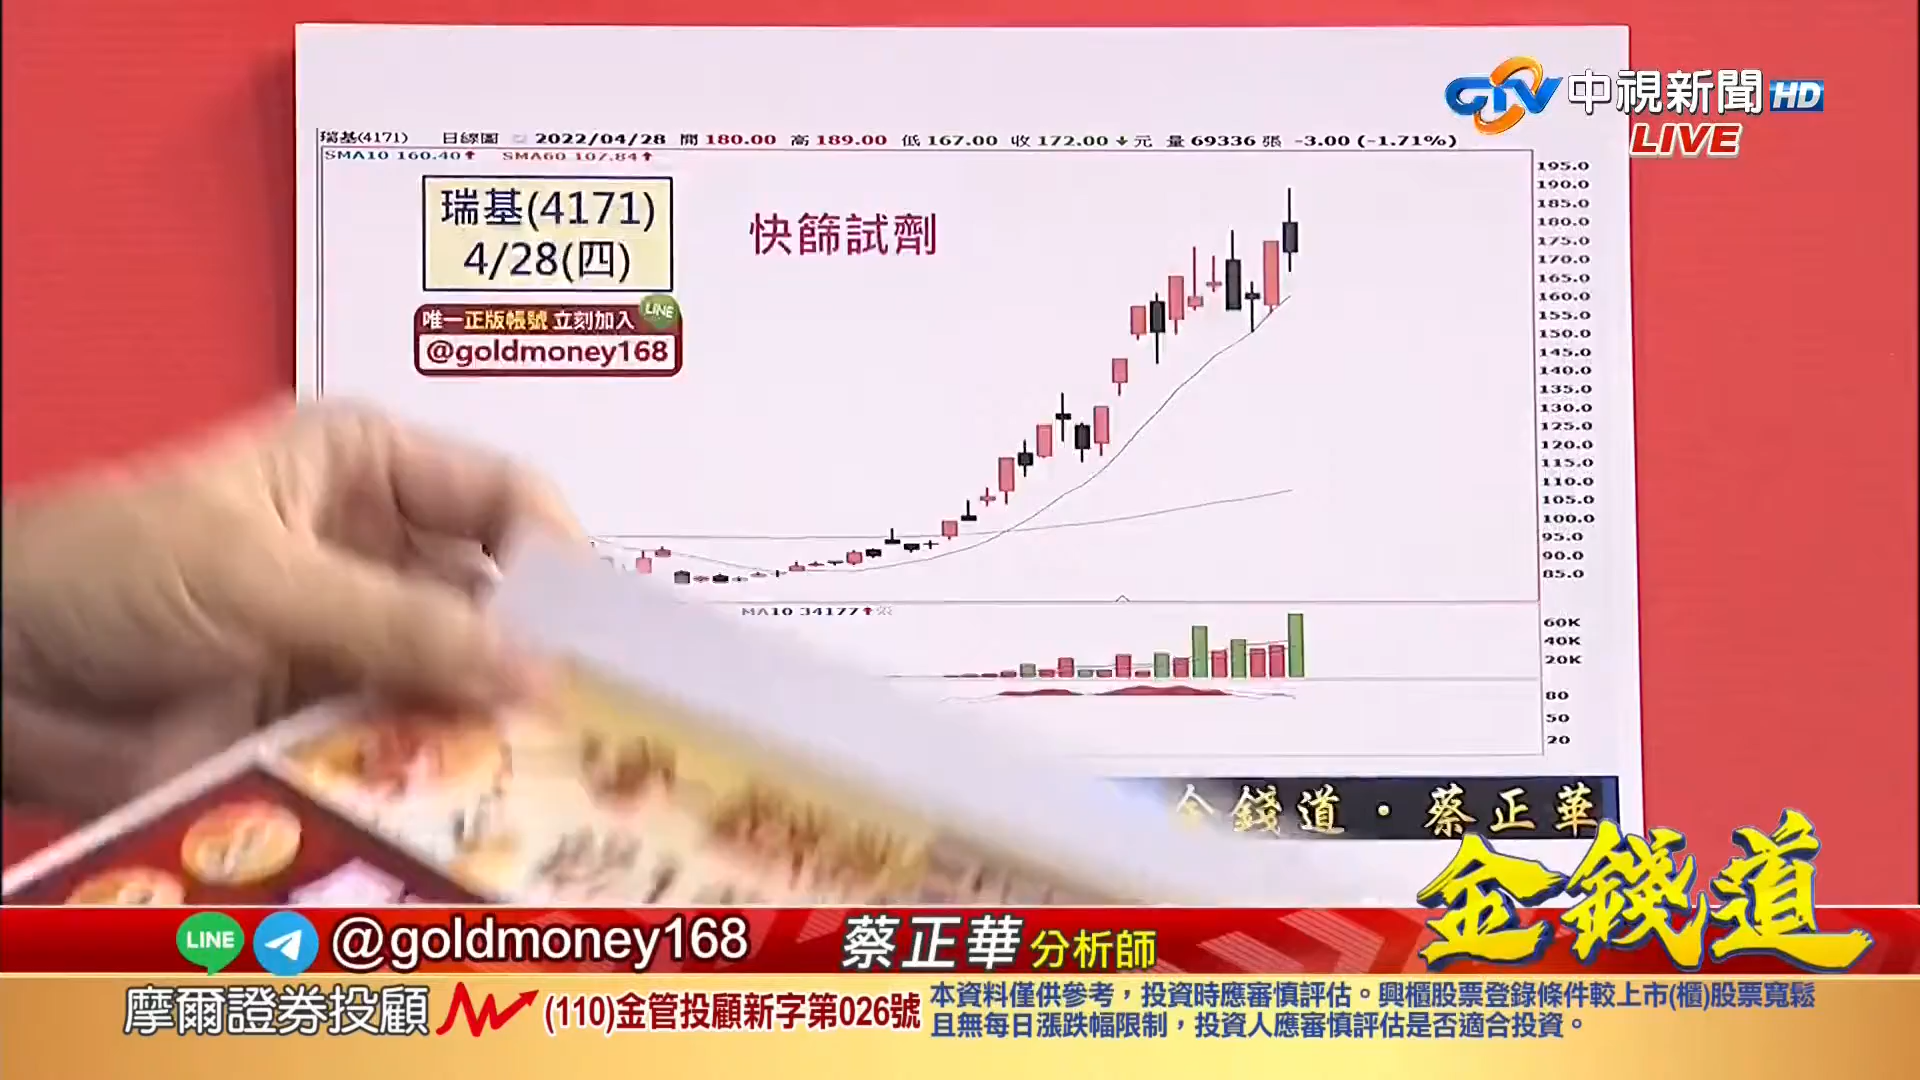 CTV中視新聞HD
LIVE
瑞基(4171) 日線圖 2022/04/28 開 180.00 高 189.00 低 167.00 收 172.00 ↓ 元 量 69336 張 -3.00 (-1.71%)
SMA10 160.40↑ SMA60 107.84↑
195.0
190.0
185.0
180.0
175.0
170.0
165.0
160.0
155.0
150.0
145.0
140.0
135.0
130.0
125.0
120.0
115.0
110.0
105.0
100.0
95.0
90.0
85.0
瑞基(4171)
4/28(四)
快篩試劑
LINE
唯一正版帳號 立刻加入
@goldmoney168
MA10 34177↑張
60K
40K
20K
80
50
20
金錢道・蔡正華
金錢道
LINE @goldmoney168 蔡正華 分析師
摩爾證券投顧 (110)金管投顧新字第026號
本資料僅供參考，投資時應審慎評估。興櫃股票登錄條件較上市(櫃)股票寬鬆
且無每日漲跌幅限制，投資人應審慎評估是否適合投資。